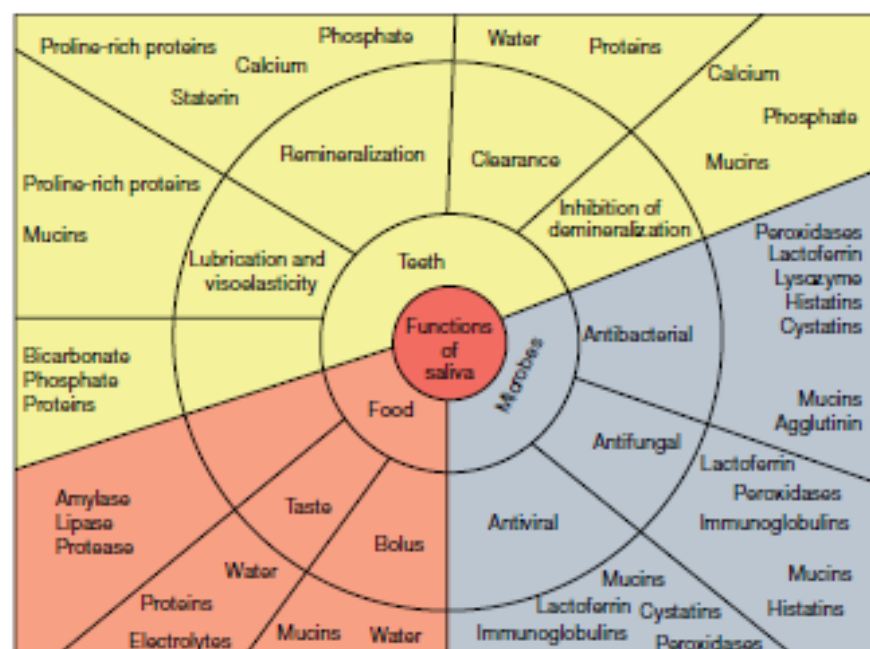 Proline-rich proteins
Phosphate
Calcium
Staterin
Water
Proteins
Calcium
Phosphate
Mucins
Remineralization
Clearance
Inhibition of
demineralization
Proline-rich proteins
Mucins
Lubrication and
visoelasticity
Teeth
Functions
of
saliva
Microbes
Food
Antibacterial
Peroxidases
Lactoferrin
Lysozyme
Histatins
Cystatins
Mucins
Agglutinin
Bicarbonate
Phosphate
Proteins
Antifungal
Lactoferrin
Peroxidases
Immunoglobulins
Mucins
Histatins
Amylase
Lipase
Protease
Taste
Water
Proteins
Electrolytes
Bolus
Mucins
Water
Antiviral
Mucins
Lactoferrin
Cystatins
Immunoglobulins
Peroxidases